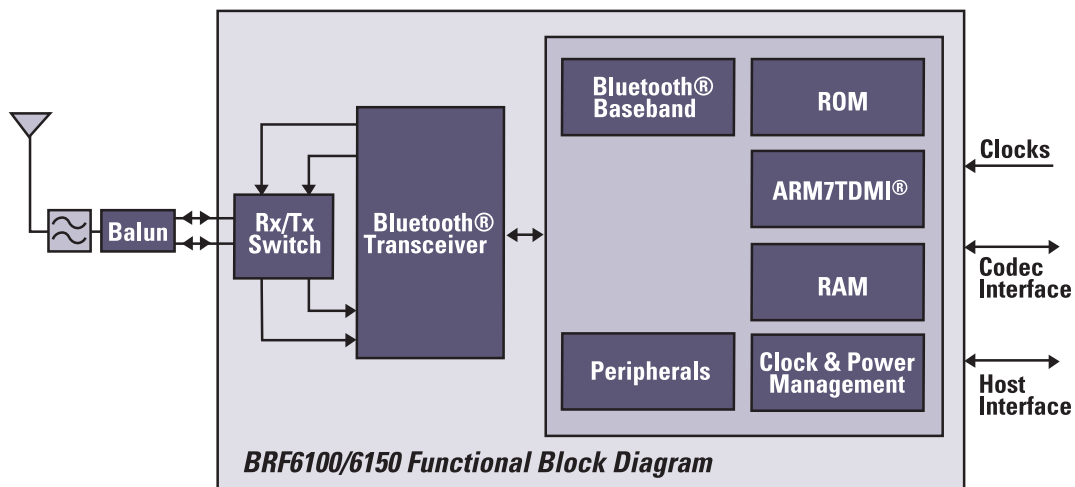 Bluetooth®
Baseband
ROM
Clocks
ARM7TDMI®
Balun
Rx/Tx
Switch
Bluetooth®
Transceiver
Codec
Interface
RAM
Peripherals
Clock & Power
Management
Host
Interface
BRF6100/6150 Functional Block Diagram